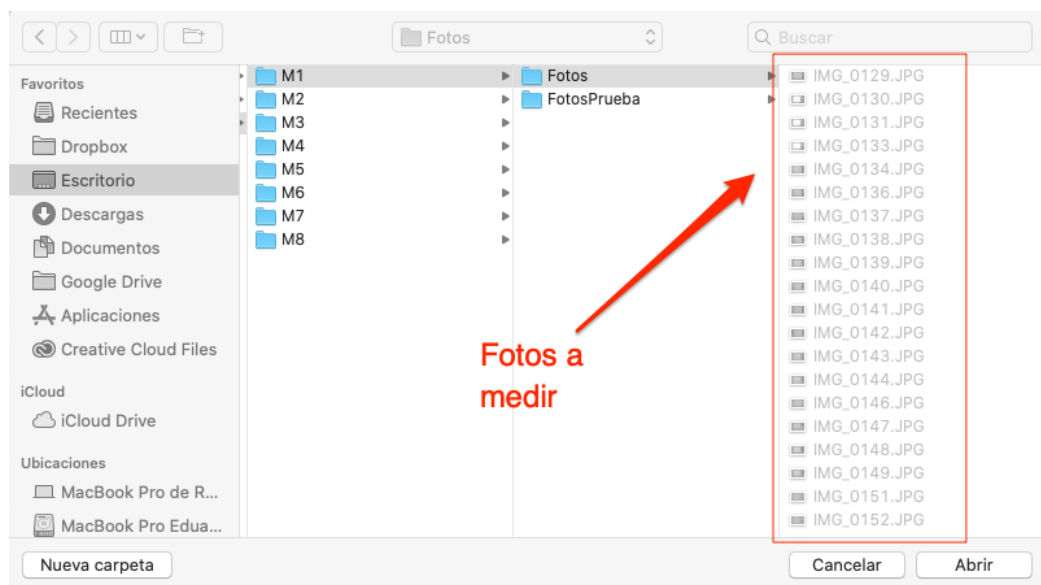 Fotos
Buscar
Favoritos
Recientes
Dropbox
Escritorio
Descargas
Documentos
Google Drive
Aplicaciones
Creative Cloud Files
iCloud
iCloud Drive
Ubicaciones
MacBook Pro de R...
MacBook Pro Edua...
M1
M2
M3
M4
M5
M6
M7
M8
Fotos
FotosPrueba
Fotos a
medir
IMG_0129.JPG
IMG_0130.JPG
IMG_0131.JPG
IMG_0133.JPG
IMG_0134.JPG
IMG_0136.JPG
IMG_0137.JPG
IMG_0138.JPG
IMG_0139.JPG
IMG_0140.JPG
IMG_0141.JPG
IMG_0142.JPG
IMG_0143.JPG
IMG_0144.JPG
IMG_0146.JPG
IMG_0147.JPG
IMG_0148.JPG
IMG_0149.JPG
IMG_0151.JPG
IMG_0152.JPG
Nueva carpeta
Cancelar
Abrir